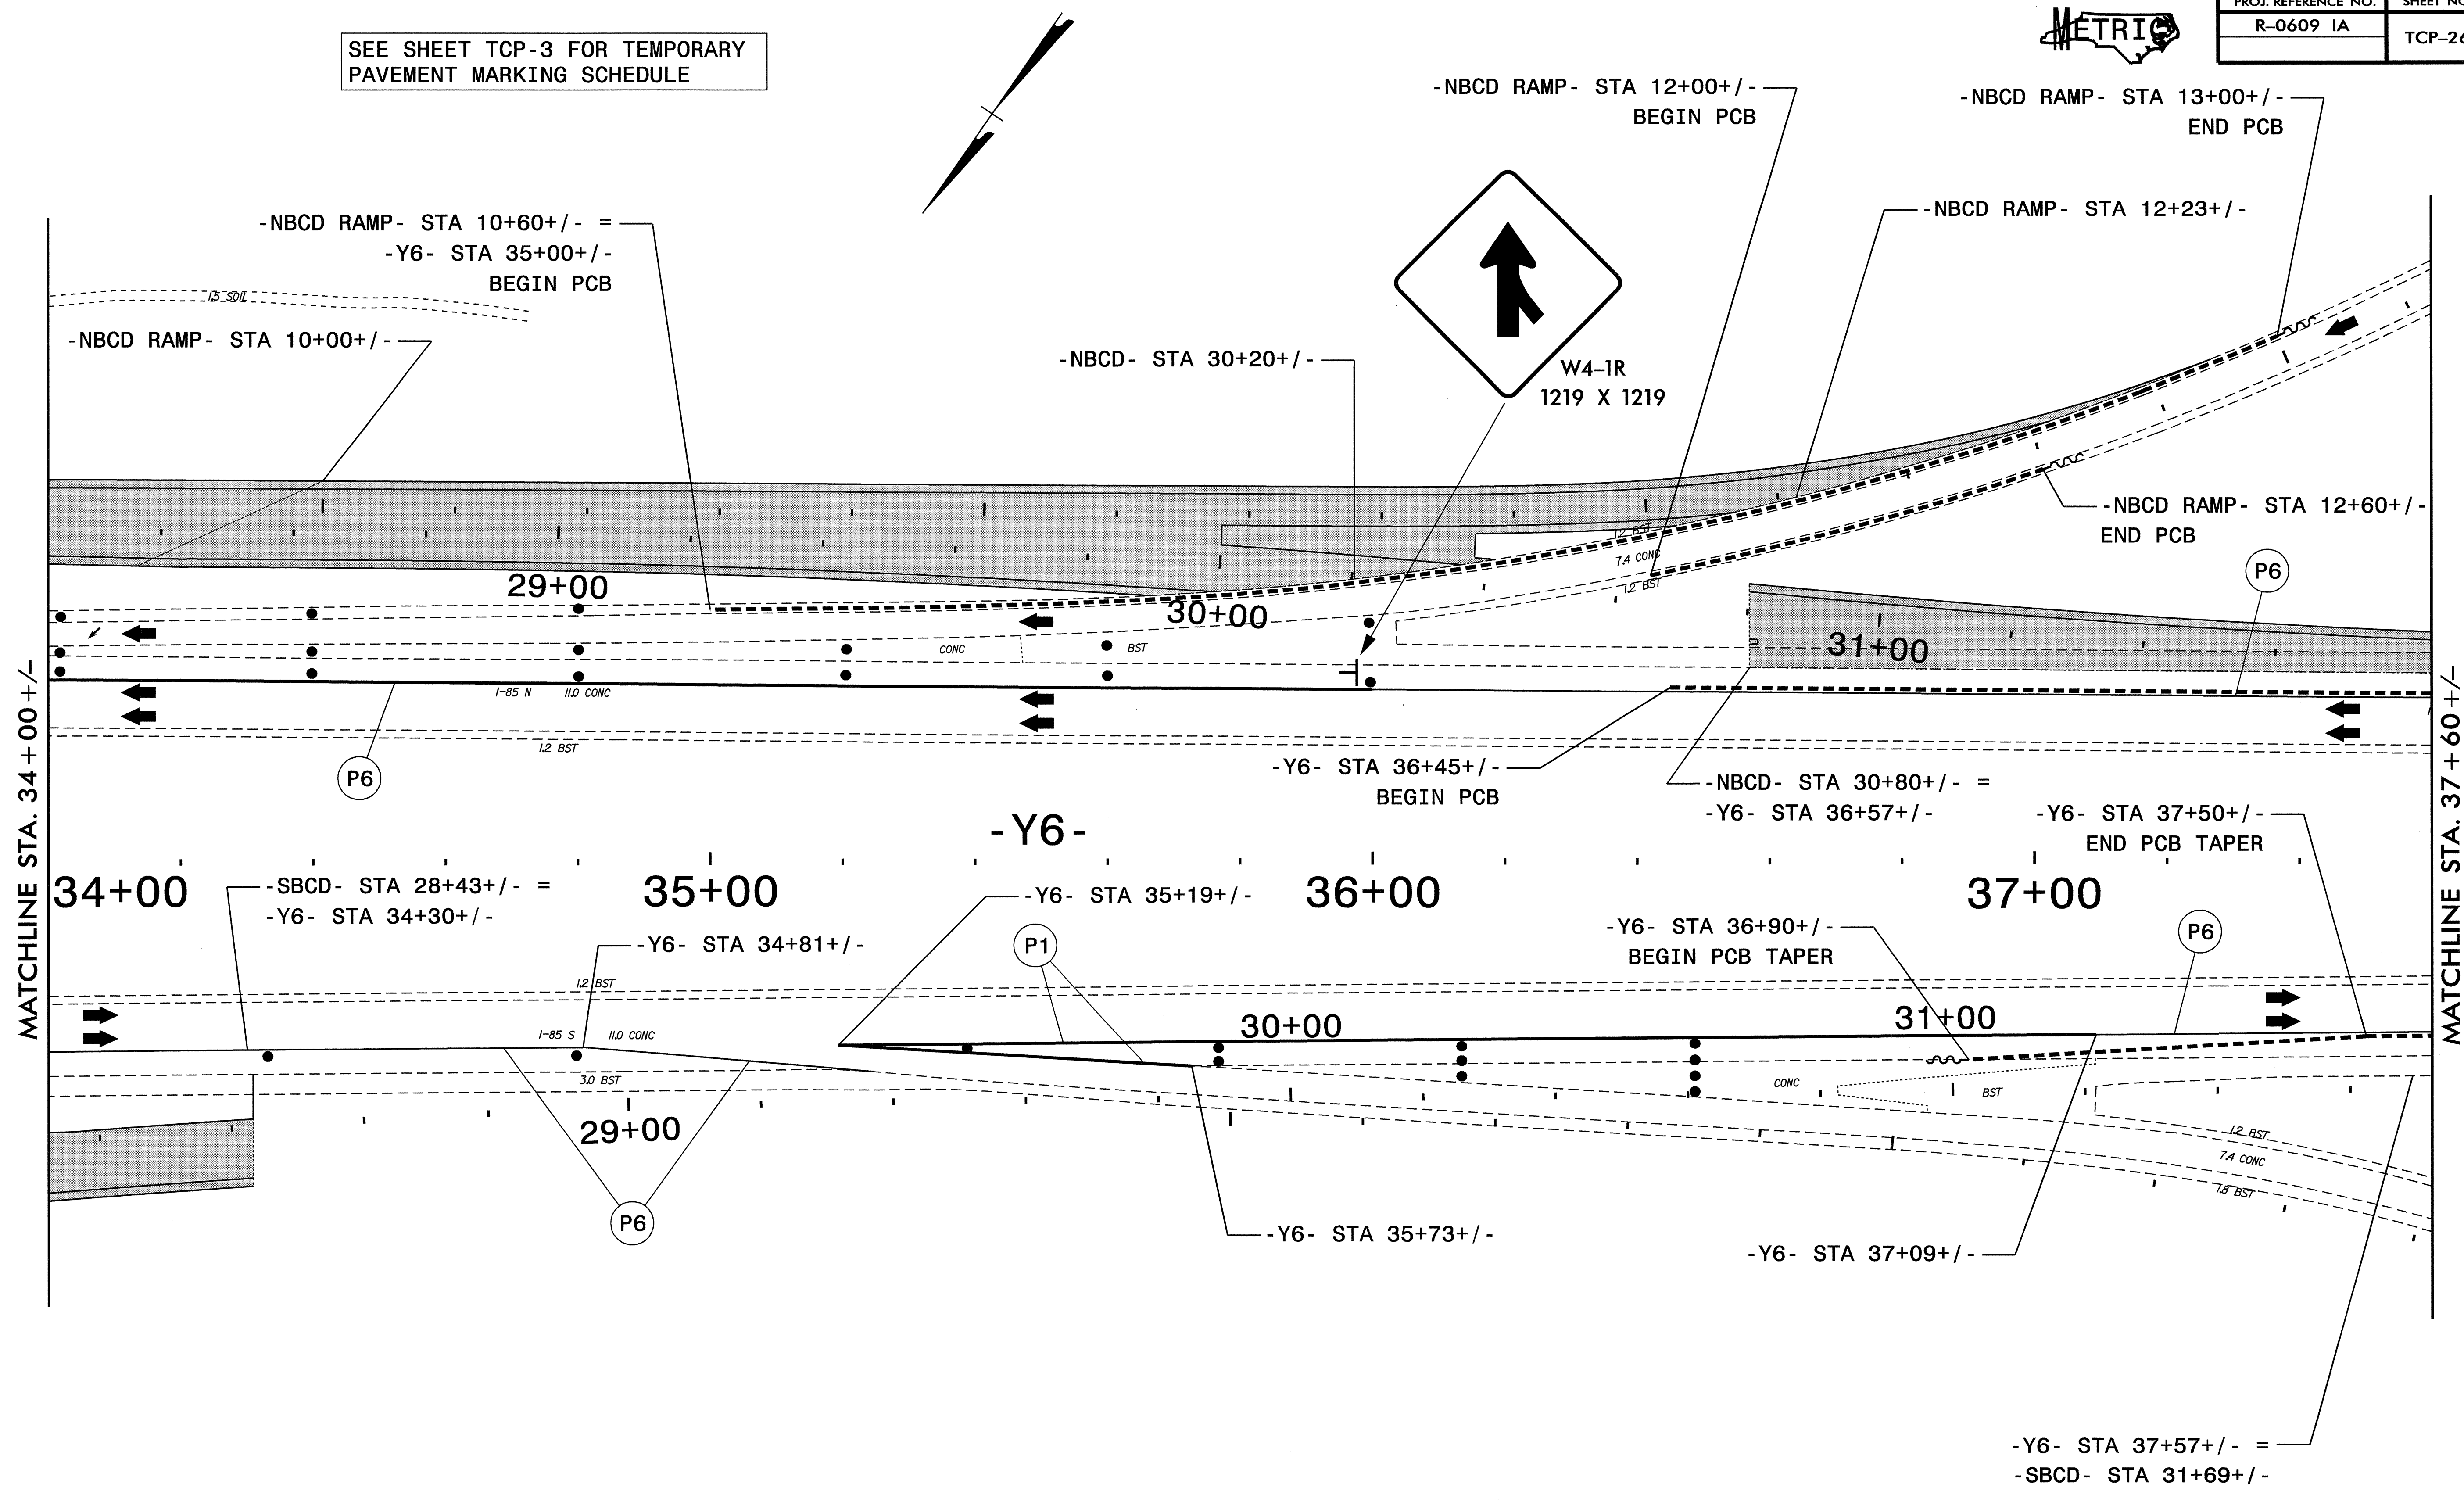 SEE SHEET TCP-3 FOR TEMPORARY
PAVEMENT MARKING SCHEDULE
METRIC
PROJ. REFERENCE NO.
R-0609 IA
TCP-26
-NBCD RAMP- STA 12+00+/-
BEGIN PCB
-NBCD RAMP- STA 13+00+/-
END PCB
-NBCD RAMP- STA 10+60+/- =
-Y6- STA 35+00+/-
BEGIN PCB
-NBCD RAMP- STA 12+23+/-
1.5 SOIL
-NBCD RAMP- STA 10+00+/-
-NBCD- STA 30+20+/-
W4-1R
1219 X 1219
-NBCD RAMP- STA 12+60+/-
END PCB
1.2 BST
7.4 CONC
1.2 BST
P6
29+00
30+00
31+00
CONC
BST
I-85 N
11.0 CONC
1.2 BST
P6
-Y6- STA 36+45+/-
BEGIN PCB
-NBCD- STA 30+80+/- =
-Y6- STA 36+57+/-
-Y6- STA 37+50+/-
END PCB TAPER
MATCHLINE STA. 34+00+/-
MATCHLINE STA. 37+60+/-
-Y6-
34+00
35+00
36+00
37+00
-SBCD- STA 28+43+/- =
-Y6- STA 34+30+/-
-Y6- STA 34+81+/-
-Y6- STA 35+19+/-
P1
-Y6- STA 36+90+/-
BEGIN PCB TAPER
P6
1.2 BST
I-85 S
11.0 CONC
30+00
31+00
3.0 BST
CONC
BST
29+00
1.2 BST
7.4 CONC
1.8 BST
P6
-Y6- STA 35+73+/-
-Y6- STA 37+09+/-
-Y6- STA 37+57+/- =
-SBCD- STA 31+69+/-